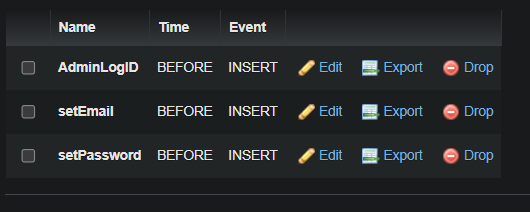 Name Time Event
AdminLogID BEFORE INSERT Edit Export Drop
setEmail BEFORE INSERT Edit Export Drop
setPassword BEFORE INSERT Edit Export Drop